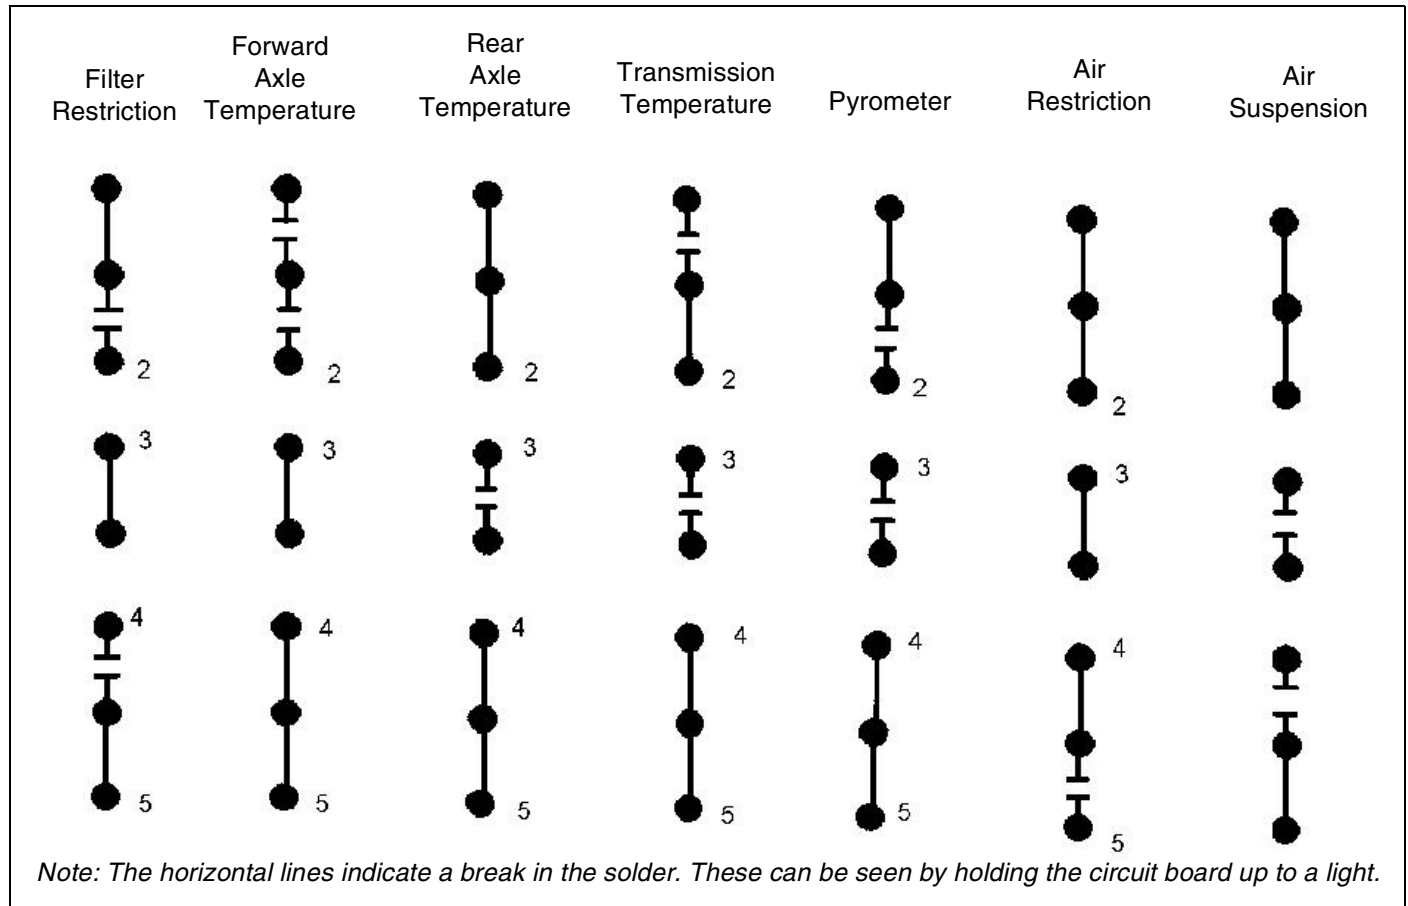 Filter
Restriction
Forward
Axle
Temperature
Rear
Axle
Temperature
Transmission
Temperature
Pyrometer
Air
Restriction
Air
Suspension
2 2 2 2 2 2
3 3 3 3 3 3
4 4 4 4 4 4
5 5 5 5 5 5
Note: The horizontal lines indicate a break in the solder. These can be seen by holding the circuit board up to a light.